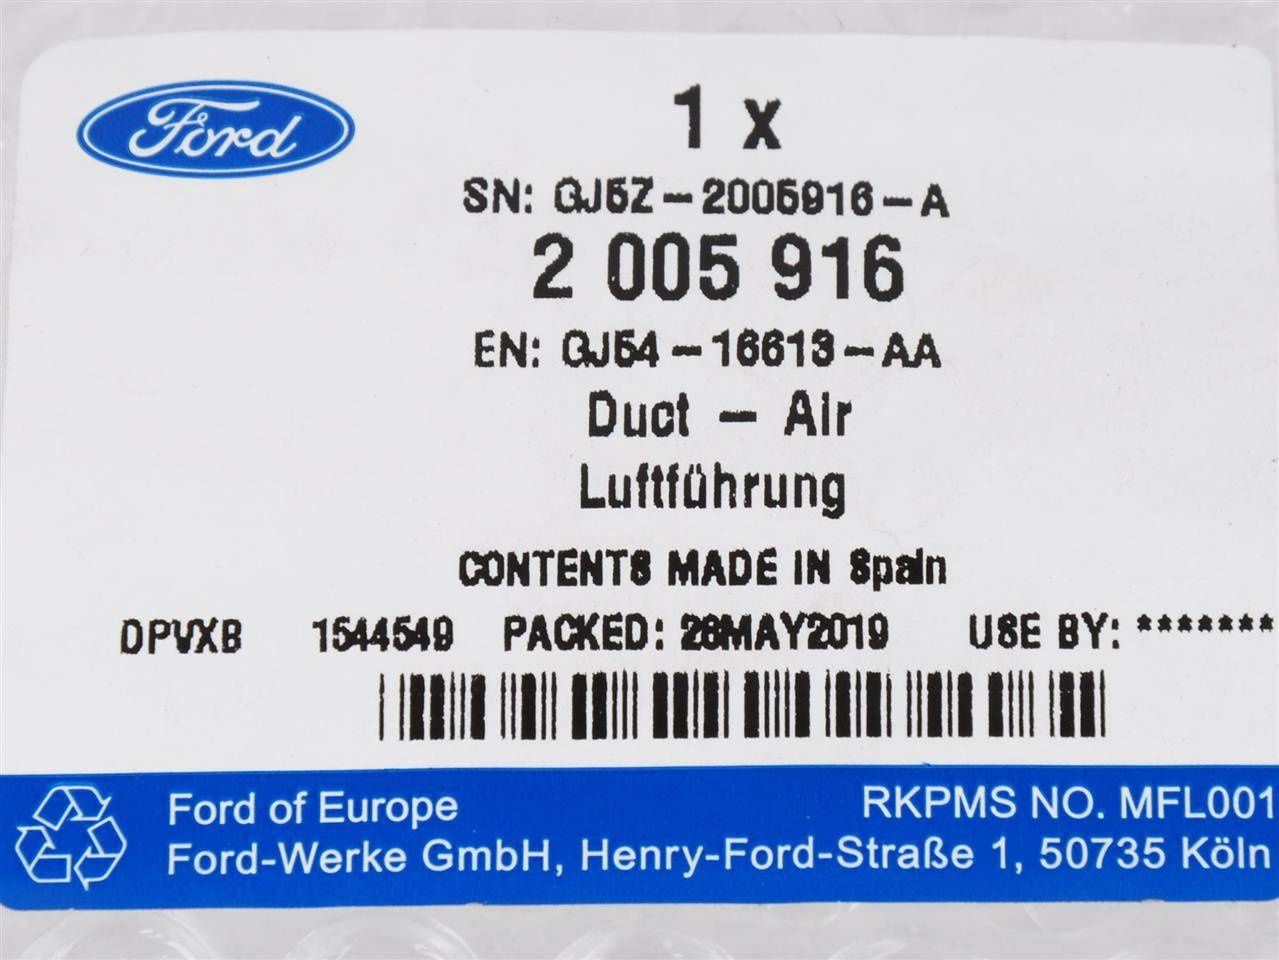 Ford
1 x
SN: GJ5Z-2005916-A
2 005 916
EN: GJ54-16613-AA
Duct - Air
Luftführung
CONTENTS MADE IN Spain
DPVXB 1544549 PACKED: 28MAY2019 USE BY: *******
Ford of Europe RKPMS NO. MFL001
Ford-Werke GmbH, Henry-Ford-Straße 1, 50735 Köln